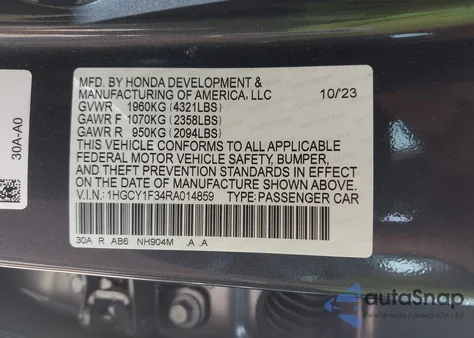 MFD. BY HONDA DEVELOPMENT &
MANUFACTURING OF AMERICA, LLC 10/23
GVWR 1960KG (4321LBS)
GAWR F 1070KG (2358LBS)
GAWR R 950KG (2094LBS)
THIS VEHICLE CONFORMS TO ALL APPLICABLE
FEDERAL MOTOR VEHICLE SAFETY, BUMPER,
AND THEFT PREVENTION STANDARDS IN EFFECT
ON THE DATE OF MANUFACTURE SHOWN ABOVE.
V.I.N.: 1HGCY1F34RA014859 TYPE: PASSENGER CAR
30A R AB6 NH904M .A .A
30A-A0
autoSnap